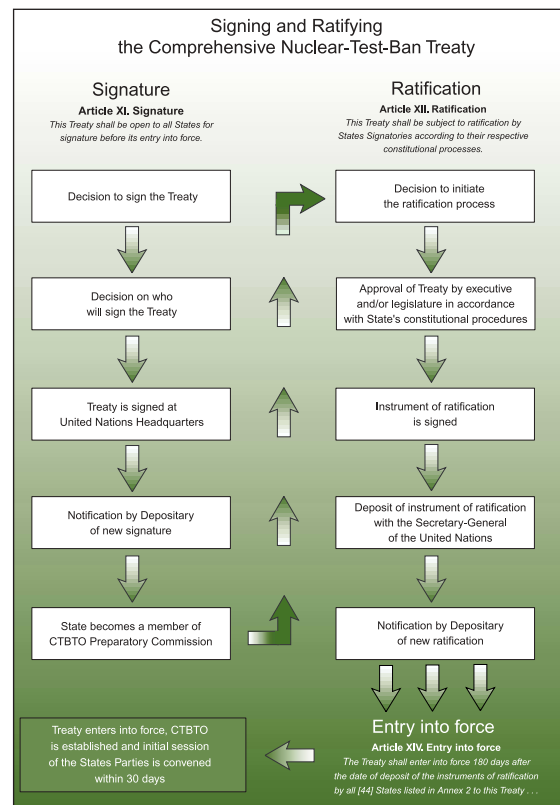 Signing and Ratifying
the Comprehensive Nuclear-Test-Ban Treaty
Signature
Article XI. Signature
This Treaty shall be open to all States for
signature before its entry into force.
Decision to sign the Treaty
Decision on who
will sign the Treaty
Treaty is signed at
United Nations Headquarters
Notification by Depositary
of new signature
State becomes a member of
CTBTO Preparatory Commission
Ratification
Article XII. Ratification
This Treaty shall be subject to ratification by
States Signatories according to their respective
constitutional processes.
Decision to initiate
the ratification process
Approval of Treaty by executive
and/or legislature in accordance
with State's constitutional procedures
Instrument of ratification
is signed
Deposit of instrument of ratification
with the Secretary-General
of the United Nations
Notification by Depositary
of new ratification
Entry into force
Article XIV. Entry into force
The Treaty shall enter into force 180 days after
the date of deposit of the instruments of ratification
by all [44] States listed in Annex 2 to this Treaty . . .
Treaty enters into force, CTBTO
is established and initial session
of the States Parties is convened
within 30 days